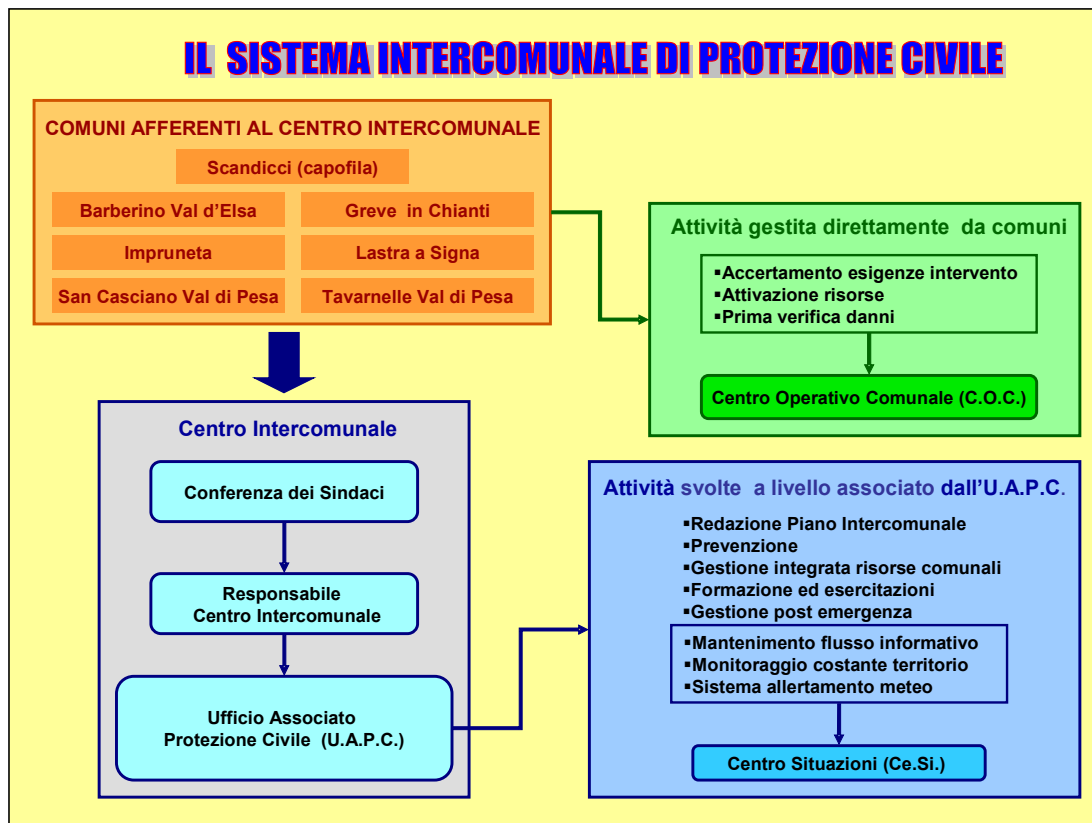 IL SISTEMA INTERCOMUNALE DI PROTEZIONE CIVILE
COMUNI AFFERENTI AL CENTRO INTERCOMUNALE
Scandicci (capofila)
Barberino Val d'Elsa
Greve in Chianti
Impruneta
Lastra a Signa
San Casciano Val di Pesa
Tavarnelle Val di Pesa
Attività gestita direttamente da comuni
▪Accertamento esigenze intervento
▪Attivazione risorse
▪Prima verifica danni
Centro Operativo Comunale (C.O.C.)
Centro Intercomunale
Conferenza dei Sindaci
Responsabile
Centro Intercomunale
Ufficio Associato
Protezione Civile (U.A.P.C.)
Attività svolte a livello associato dall'U.A.P.C.
▪Redazione Piano Intercomunale
▪Prevenzione
▪Gestione integrata risorse comunali
▪Formazione ed esercitazioni
▪Gestione post emergenza
▪Mantenimento flusso informativo
▪Monitoraggio costante territorio
▪Sistema allertamento meteo
Centro Situazioni (Ce.Si.)